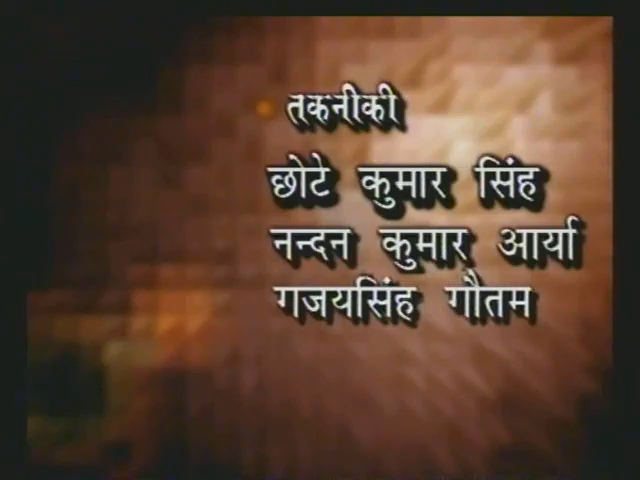 तकनीकी
छोटे कुमार सिंह
नन्दन कुमार आर्या
गजयसिंह गौतम